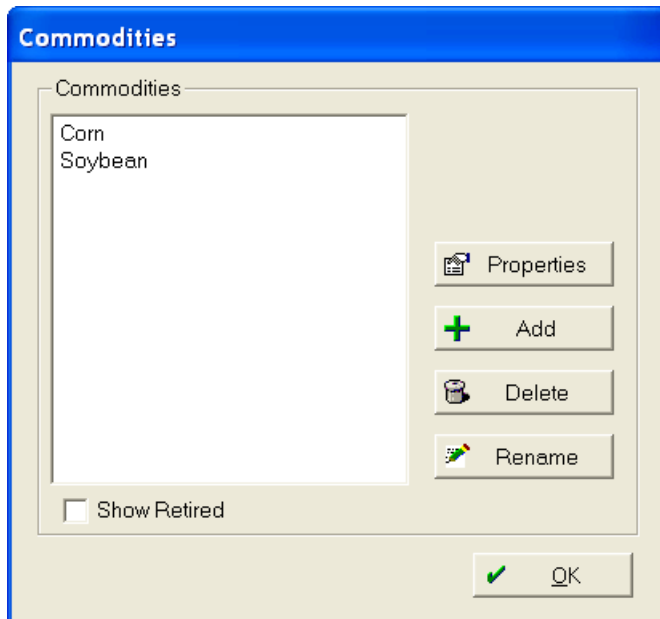 Commodities
Commodities
Corn
Soybean
Properties
Add
Delete
Rename
Show Retired
OK